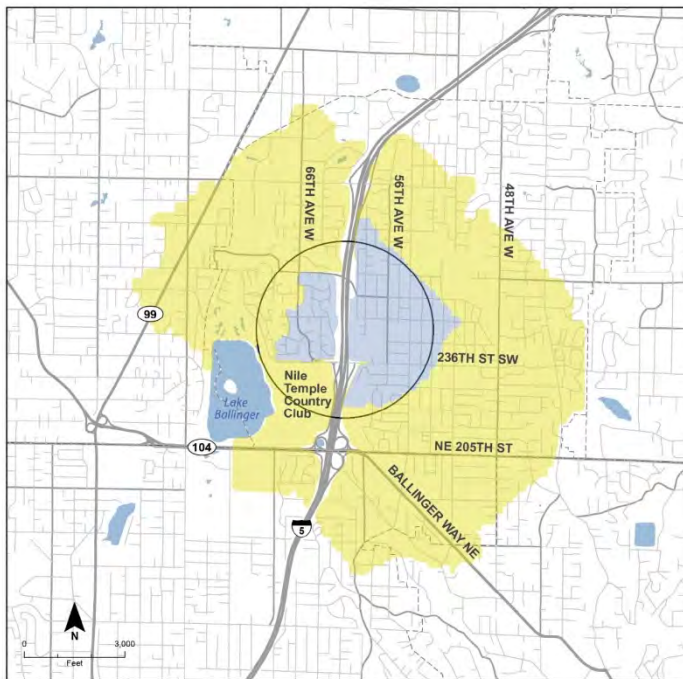 66TH AVE W
56TH AVE W
48TH AVE W
99
236TH ST SW
Nile
Temple
Country
Club
Lake
Ballinger
104
NE 205TH ST
BALLINGER WAY NE
5
N
0 3,000
Feet